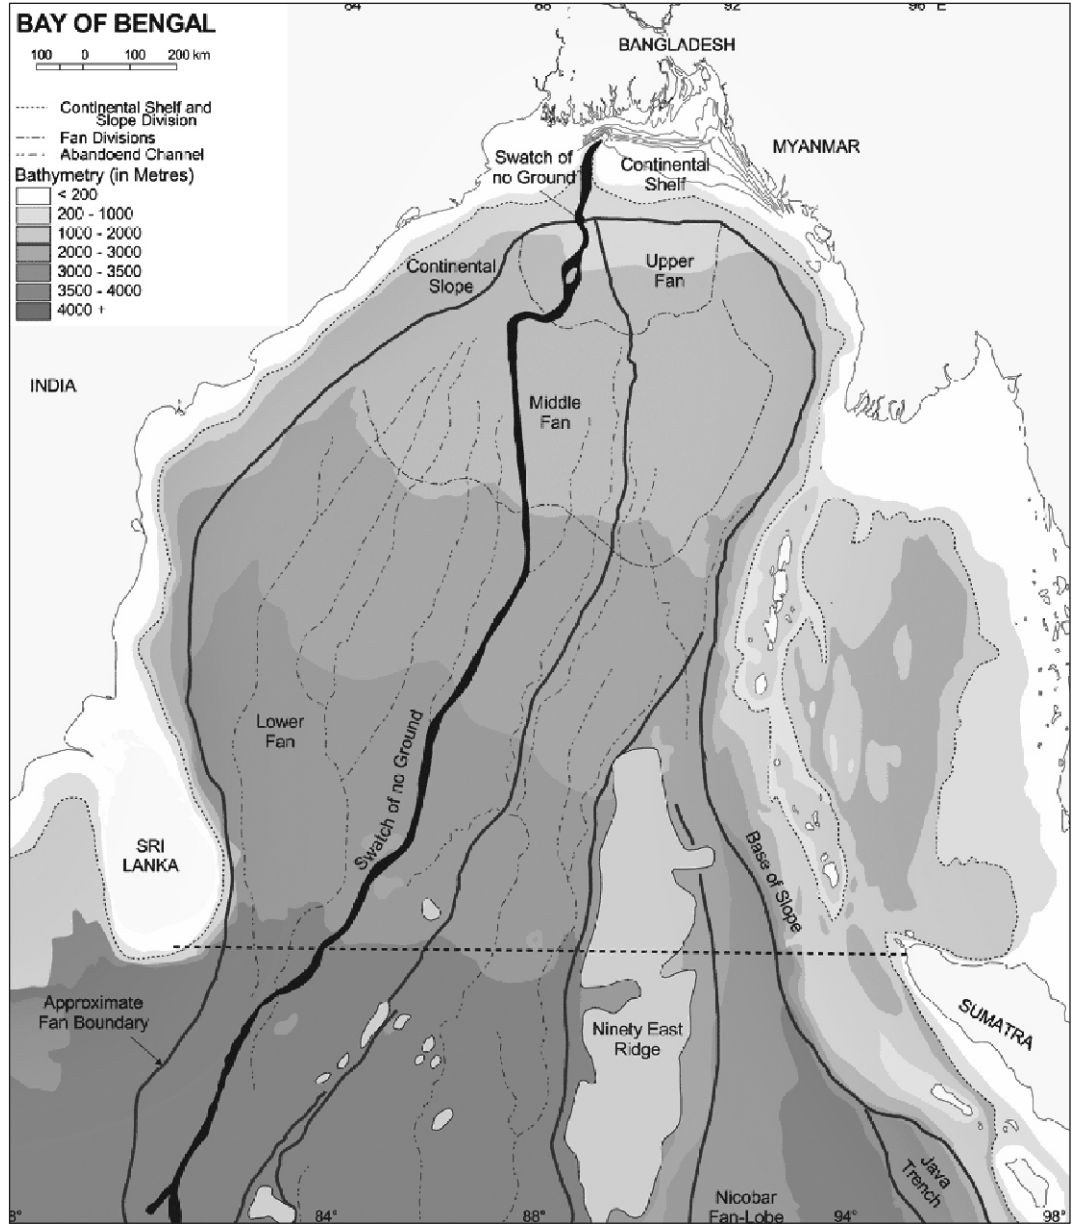 84
88
92
96° E
BAY OF BENGAL
100 0 100 200 km
Continental Shelf and
Slope Division
Fan Divisions
Abandoend Channel
Bathymetry (in Metres)
< 200
200 - 1000
1000 - 2000
2000 - 3000
3000 - 3500
3500 - 4000
4000 +
BANGLADESH
MYANMAR
Swatch of
no Ground
Continental
Shelf
Continental
Slope
Upper
Fan
INDIA
Middle
Fan
Lower
Fan
Swatch of no Ground
SRI
LANKA
Base of Slope
Approximate
Fan Boundary
Ninety East
Ridge
SUMATRA
Java
Trench
Nicobar
Fan-Lobe
8°
84°
88°
94°
98°